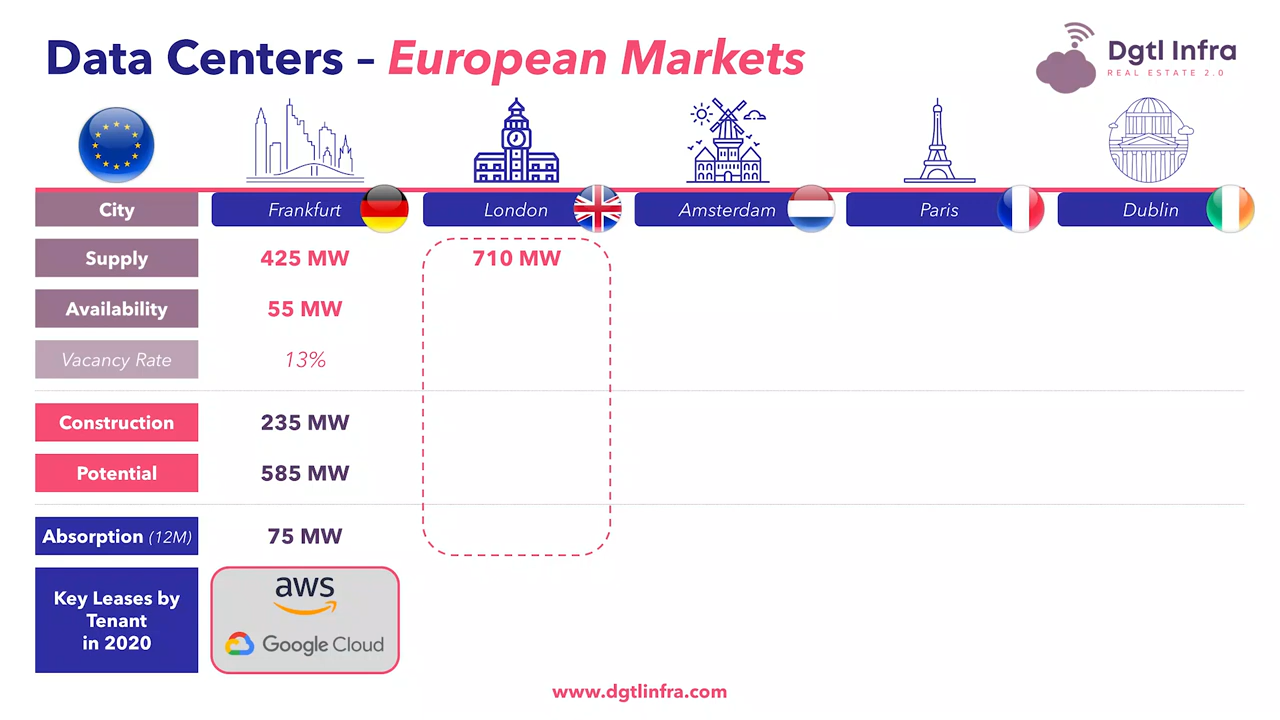 Data Centers – European Markets
Dgtl Infra
REAL ESTATE 2.0
City
Frankfurt
London
Amsterdam
Paris
Dublin
Supply
425 MW
710 MW
Availability
55 MW
Vacancy Rate
13%
Construction
235 MW
Potential
585 MW
Absorption (12M)
75 MW
Key Leases by
Tenant
in 2020
aws
Google Cloud
www.dgtlinfra.com